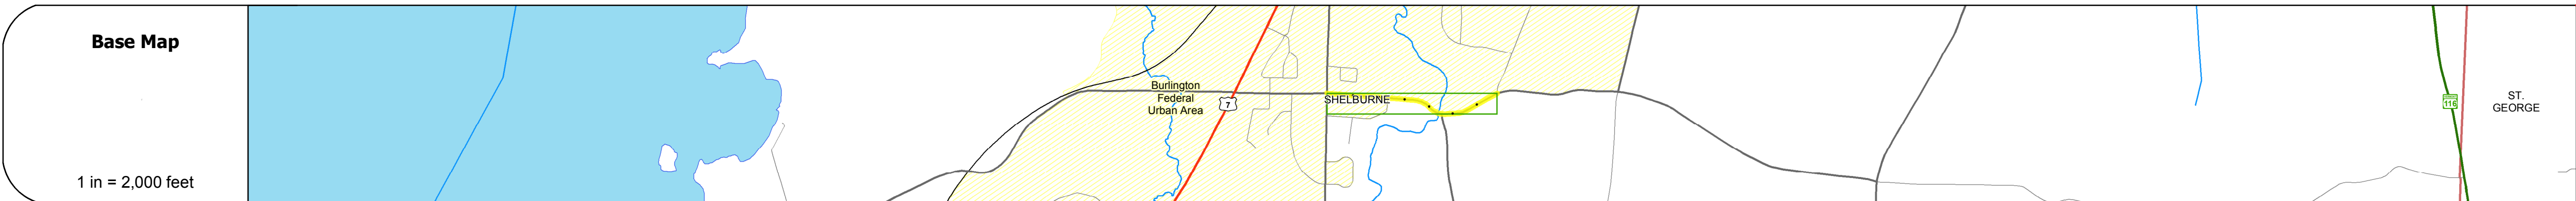 Base Map
1 in = 2,000 feet
Burlington
Federal
Urban Area
7
SHELBURNE
116
ST.
GEORGE